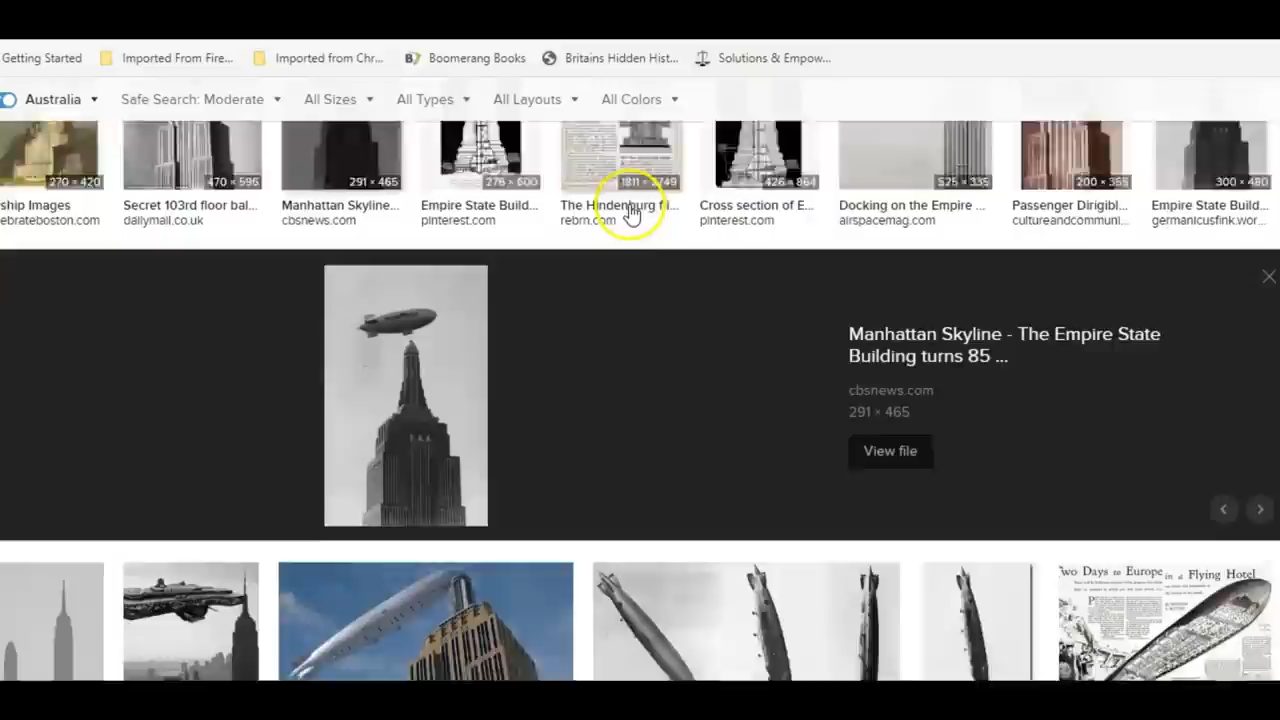 Getting Started Imported From Fire... Imported from Chr... B7 Boomerang Books Britains Hidden Hist... Solutions & Empow...
Australia Safe Search: Moderate All Sizes All Types All Layouts All Colors
270 × 420 470 × 595 291 × 465 276 × 600 1811 × 2749 426 × 864 525 × 335 200 × 355 300 × 480
ship Images Secret 103rd floor bal... Manhattan Skyline... Empire State Build... The Hindenburg fl... Cross section of E... Docking on the Empire ... Passenger Dirigibl... Empire State Build...
ebrateboston.com dailymail.co.uk cbsnews.com pinterest.com rebrn.com pinterest.com airspacemag.com cultureandcommuni... germanicusfink.wor...
Manhattan Skyline - The Empire State
Building turns 85 ...
cbsnews.com
291 × 465
View file
Two Days to Europe in a Flying Hotel